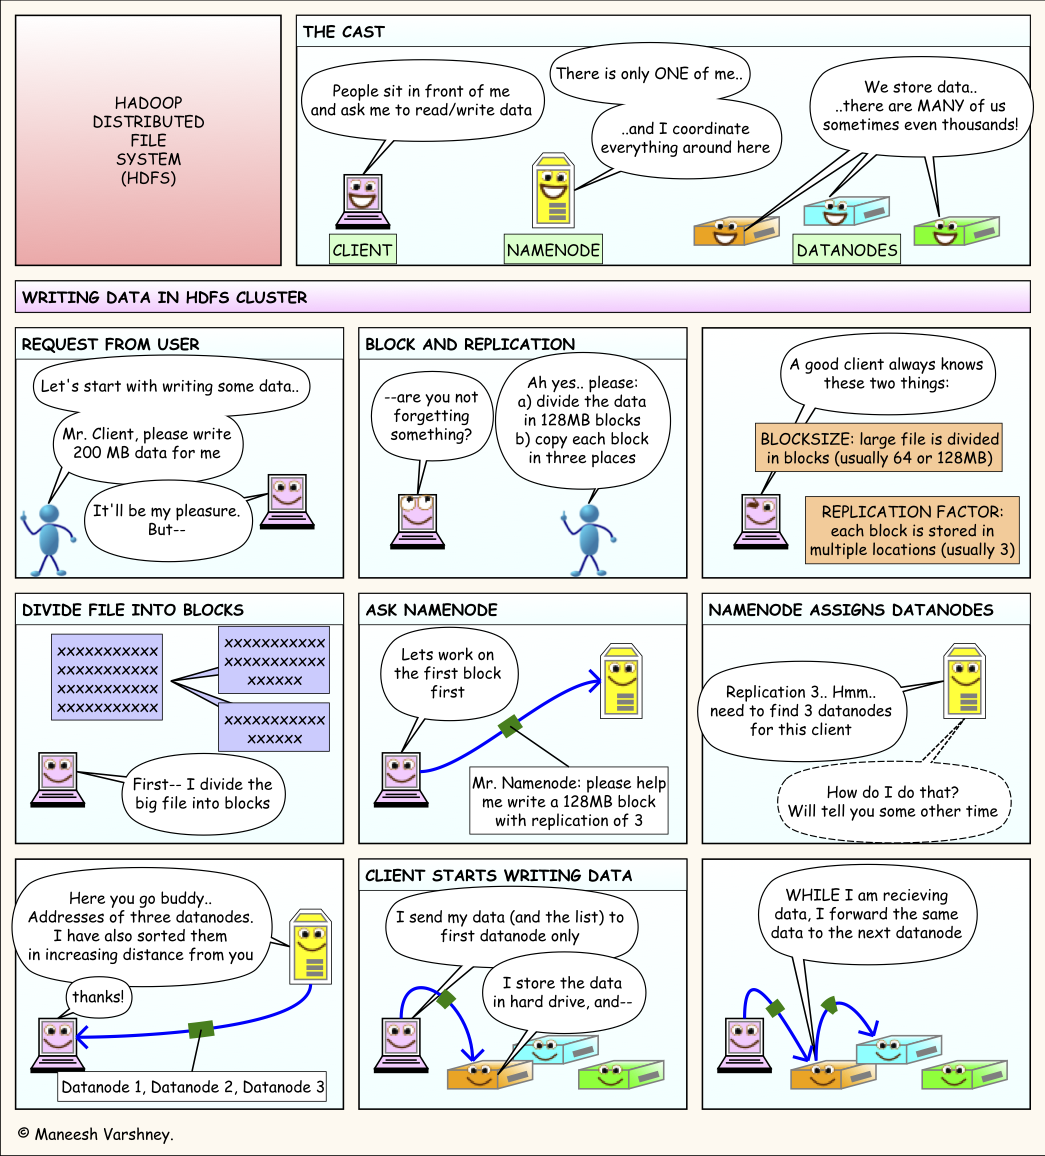 HADOOP
DISTRIBUTED
FILE
SYSTEM
(HDFS)
THE CAST
People sit in front of me
and ask me to read/write data
There is only ONE of me..
..and I coordinate
everything around here
We store data..
..there are MANY of us
sometimes even thousands!
CLIENT
NAMENODE
DATANODES
WRITING DATA IN HDFS CLUSTER
REQUEST FROM USER
Let's start with writing some data..
Mr. Client, please write
200 MB data for me
It'll be my pleasure.
But--
BLOCK AND REPLICATION
--are you not
forgetting
something?
Ah yes.. please:
a) divide the data
in 128MB blocks
b) copy each block
in three places
A good client always knows
these two things:
BLOCKSIZE: large file is divided
in blocks (usually 64 or 128MB)
REPLICATION FACTOR:
each block is stored in
multiple locations (usually 3)
DIVIDE FILE INTO BLOCKS
xxxxxxxxxxx
xxxxxxxxxxx
xxxxxxxxxxx
xxxxxxxxxxx
xxxxxxxxxxx
xxxxxxxxxxx
xxxxxx
xxxxxxxxxxx
xxxxxx
First-- I divide the
big file into blocks
ASK NAMENODE
Lets work on
the first block
first
Mr. Namenode: please help
me write a 128MB block
with replication of 3
NAMENODE ASSIGNS DATANODES
Replication 3.. Hmm..
need to find 3 datanodes
for this client
How do I do that?
Will tell you some other time
Here you go buddy..
Addresses of three datanodes.
I have also sorted them
in increasing distance from you
thanks!
Datanode 1, Datanode 2, Datanode 3
CLIENT STARTS WRITING DATA
I send my data (and the list) to
first datanode only
I store the data
in hard drive, and--
WHILE I am recieving
data, I forward the same
data to the next datanode
© Maneesh Varshney.